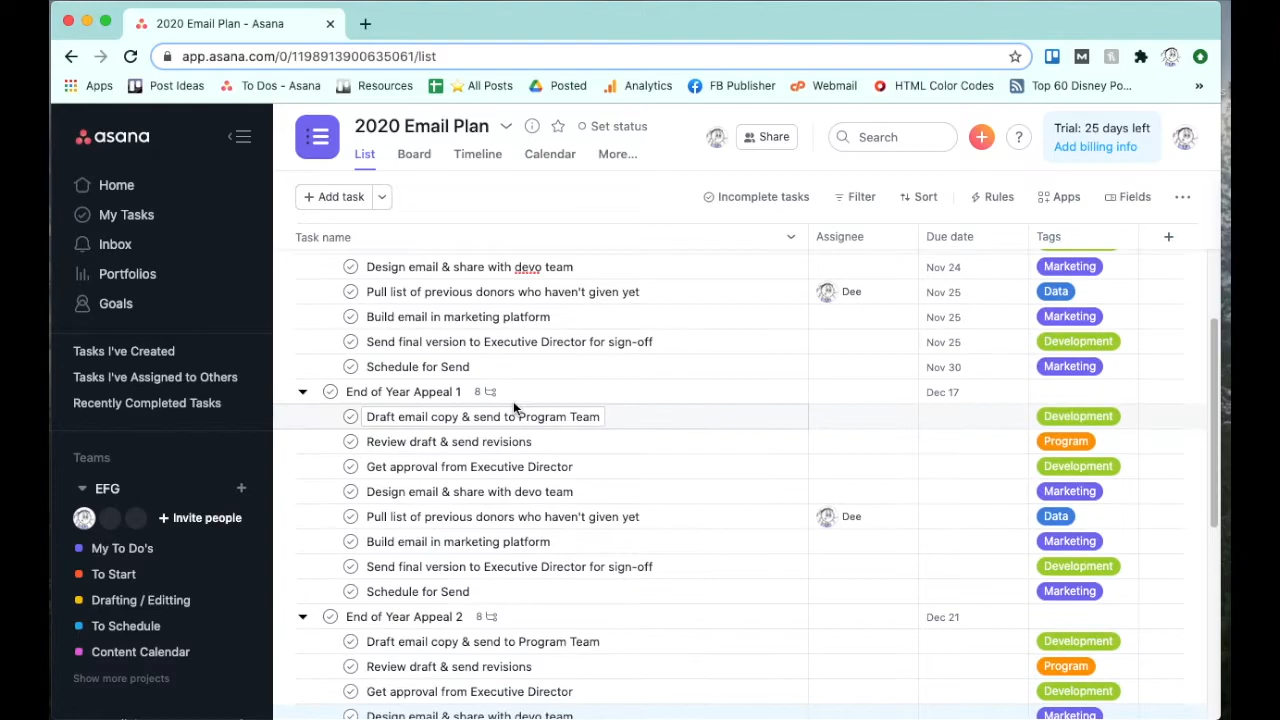 2020 Email Plan - Asana
app.asana.com/0/1198913900635061/list
Apps Post Ideas To Dos - Asana Resources All Posts Posted Analytics FB Publisher Webmail HTML Color Codes Top 60 Disney Po... »
asana
2020 Email Plan Set status
Share
Search
+ ?
Trial: 25 days left
Add billing info
List Board Timeline Calendar More...
Home
My Tasks
Inbox
Portfolios
Goals
Tasks I've Created
Tasks I've Assigned to Others
Recently Completed Tasks
Teams
EFG +
+ Invite people
My To Do's
To Start
Drafting / Editing
To Schedule
Content Calendar
Show more projects
+ Add task Incomplete tasks Filter Sort Rules Apps Fields ...
Task name Assignee Due date Tags +
Design email & share with devo team Nov 24 Marketing
Pull list of previous donors who haven't given yet Dee Nov 25 Data
Build email in marketing platform Nov 25 Marketing
Send final version to Executive Director for sign-off Nov 25 Development
Schedule for Send Nov 30 Marketing
End of Year Appeal 1 8 Dec 17
Draft email copy & send to Program Team Development
Review draft & send revisions Program
Get approval from Executive Director Development
Design email & share with devo team Marketing
Pull list of previous donors who haven't given yet Dee Data
Build email in marketing platform Marketing
Send final version to Executive Director for sign-off Development
Schedule for Send Marketing
End of Year Appeal 2 8 Dec 21
Draft email copy & send to Program Team Development
Review draft & send revisions Program
Get approval from Executive Director Development
Design email & share with devo team Marketing